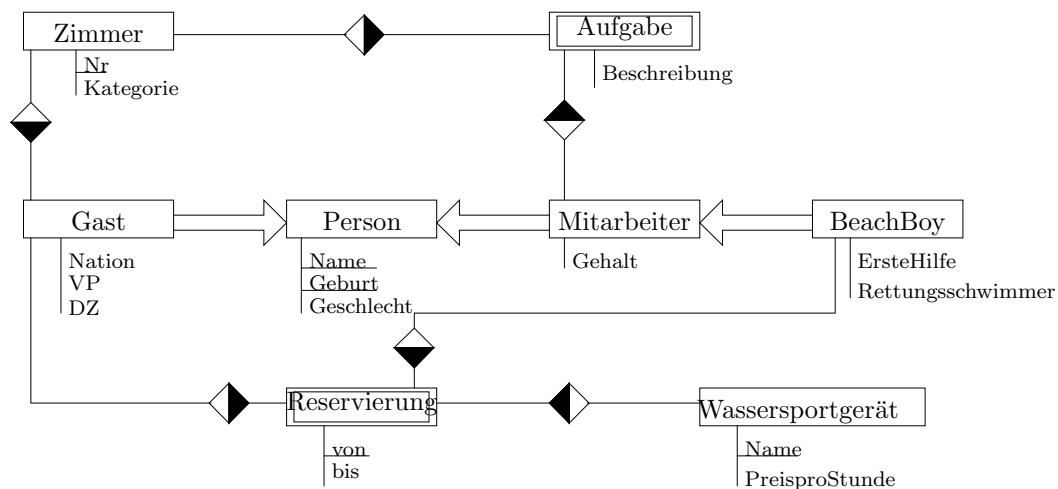 Zimmer
Aufgabe
Nr
Kategorie
Beschreibung
Gast
Person
Mitarbeiter
BeachBoy
Nation
VP
DZ
Name
Geburt
Geschlecht
Gehalt
ErsteHilfe
Rettungsschwimmer
Reservierung
Wassersportgerät
von
bis
Name
PreisproStunde